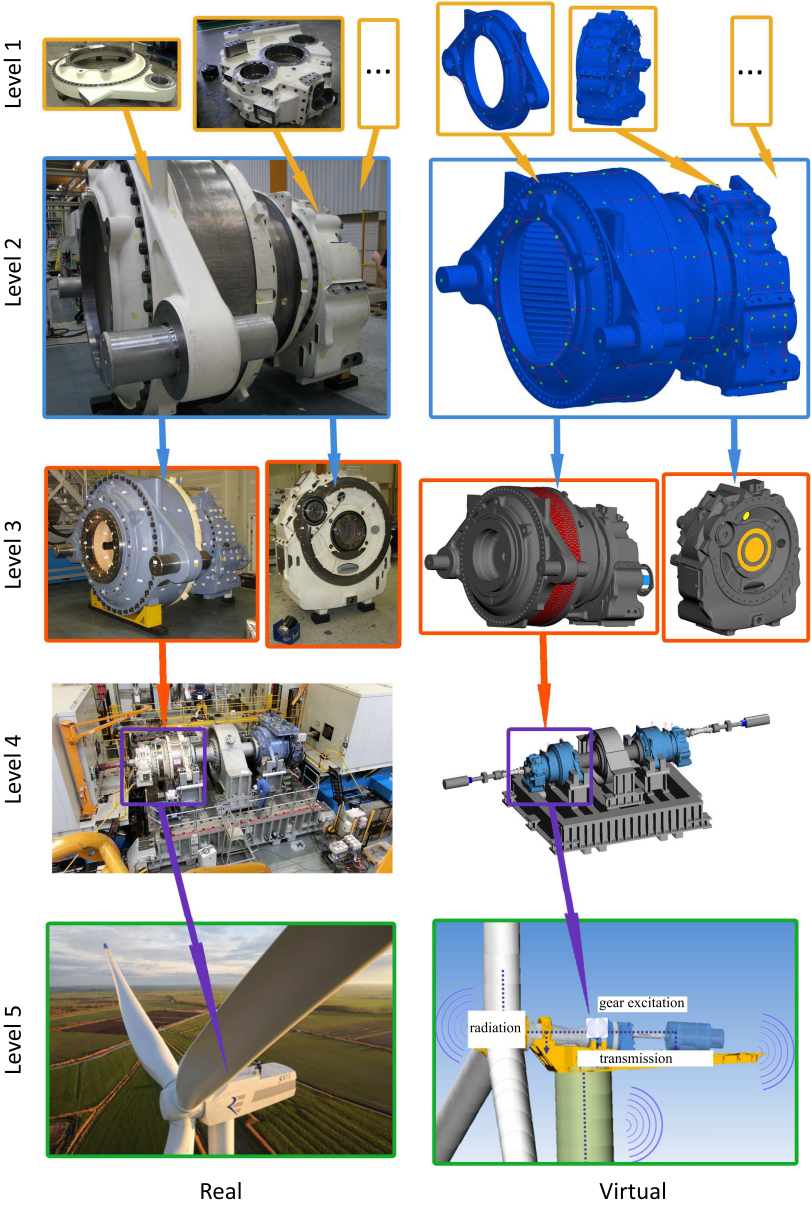 Level 1
...
...
Level 2
Level 3
Level 4
Level 5
gear excitation
radiation
transmission
R
Real
Virtual